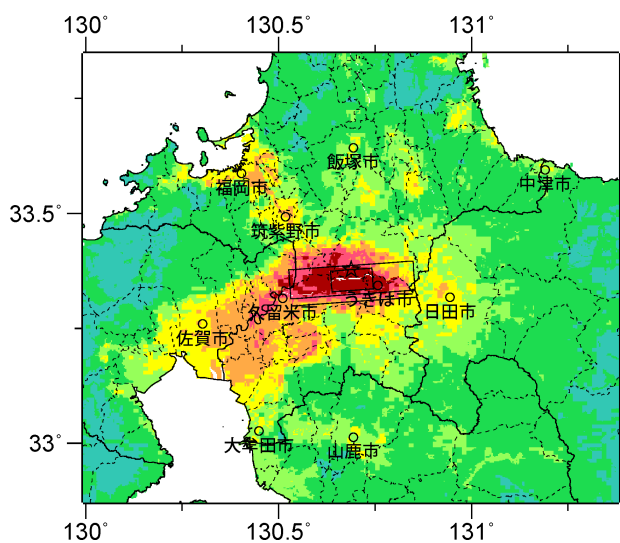 130° 130.5° 131°
飯塚市
福岡市
中津市
33.5°
筑紫野市
うきは市
久留米市
日田市
佐賀市
33°
大牟田市
山鹿市
130° 130.5° 131°